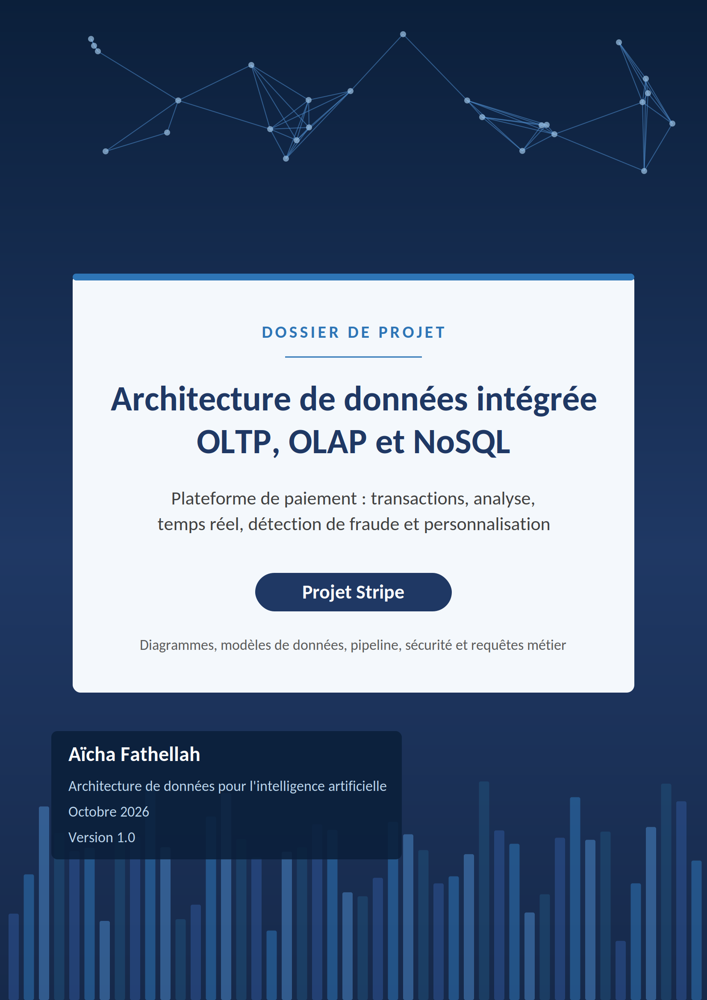 DOSSIER DE PROJET
Architecture de données intégrée
OLTP, OLAP et NoSQL
Plateforme de paiement : transactions, analyse,
temps réel, détection de fraude et personnalisation
Projet Stripe
Diagrammes, modèles de données, pipeline, sécurité et requêtes métier
Aïcha Fathellah
Architecture de données pour l'intelligence artificielle
Octobre 2026
Version 1.0